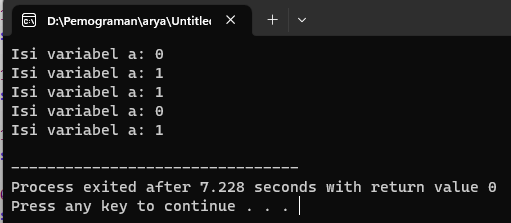 D:\Pemograman\arya\Untitle
Isi variabel a: 0
Isi variabel a: 1
Isi variabel a: 1
Isi variabel a: 0
Isi variabel a: 1
--------------------------------
Process exited after 7.228 seconds with return value 0
Press any key to continue . . .